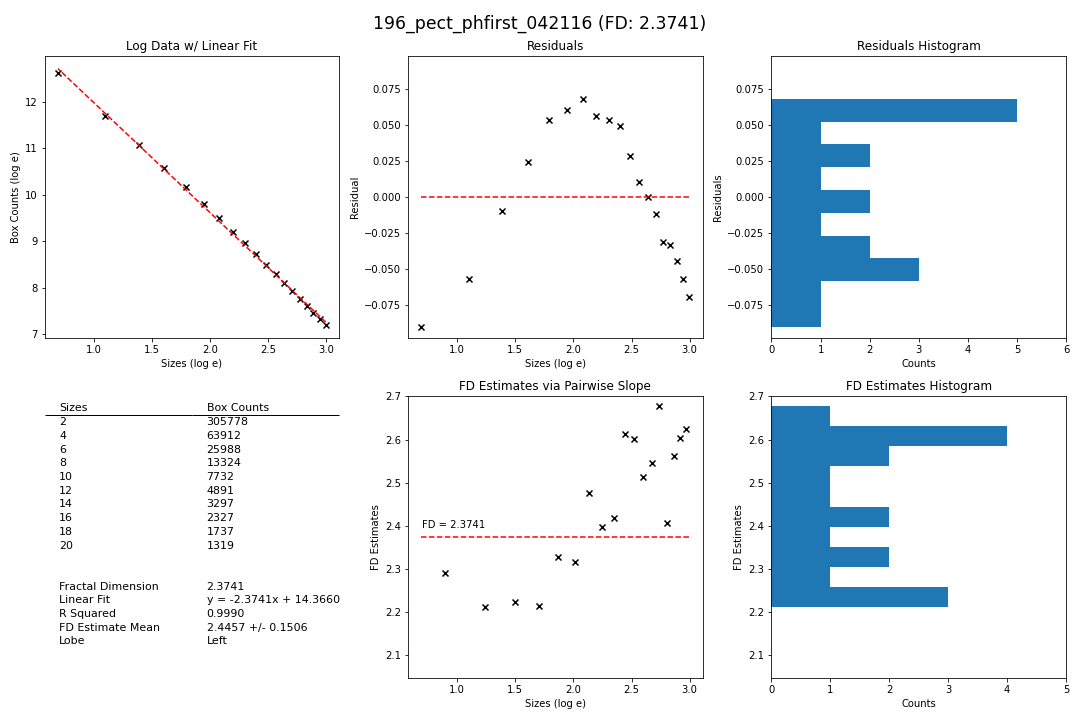 196_pect_phfirst_042116 (FD: 2.3741)
Log Data w/ Linear Fit
12
11
10
9
8
7
Box Counts (log e)
1.0 1.5 2.0 2.5 3.0
Sizes (log e)
Residuals
0.075
0.050
0.025
0.000
−0.025
−0.050
−0.075
Residual
1.0 1.5 2.0 2.5 3.0
Sizes (log e)
Residuals Histogram
0.075
0.050
0.025
0.000
−0.025
−0.050
−0.075
Residuals
0 1 2 3 4 5 6
Counts
Sizes Box Counts
2 305778
4 63912
6 25988
8 13324
10 7732
12 4891
14 3297
16 2327
18 1737
20 1319
Fractal Dimension 2.3741
Linear Fit y = -2.3741x + 14.3660
R Squared 0.9990
FD Estimate Mean 2.4457 +/- 0.1506
Lobe Left
FD Estimates via Pairwise Slope
2.7
2.6
2.5
2.4
2.3
2.2
2.1
FD Estimates
FD = 2.3741
1.0 1.5 2.0 2.5 3.0
Sizes (log e)
FD Estimates Histogram
2.7
2.6
2.5
2.4
2.3
2.2
2.1
FD Estimates
0 1 2 3 4 5
Counts